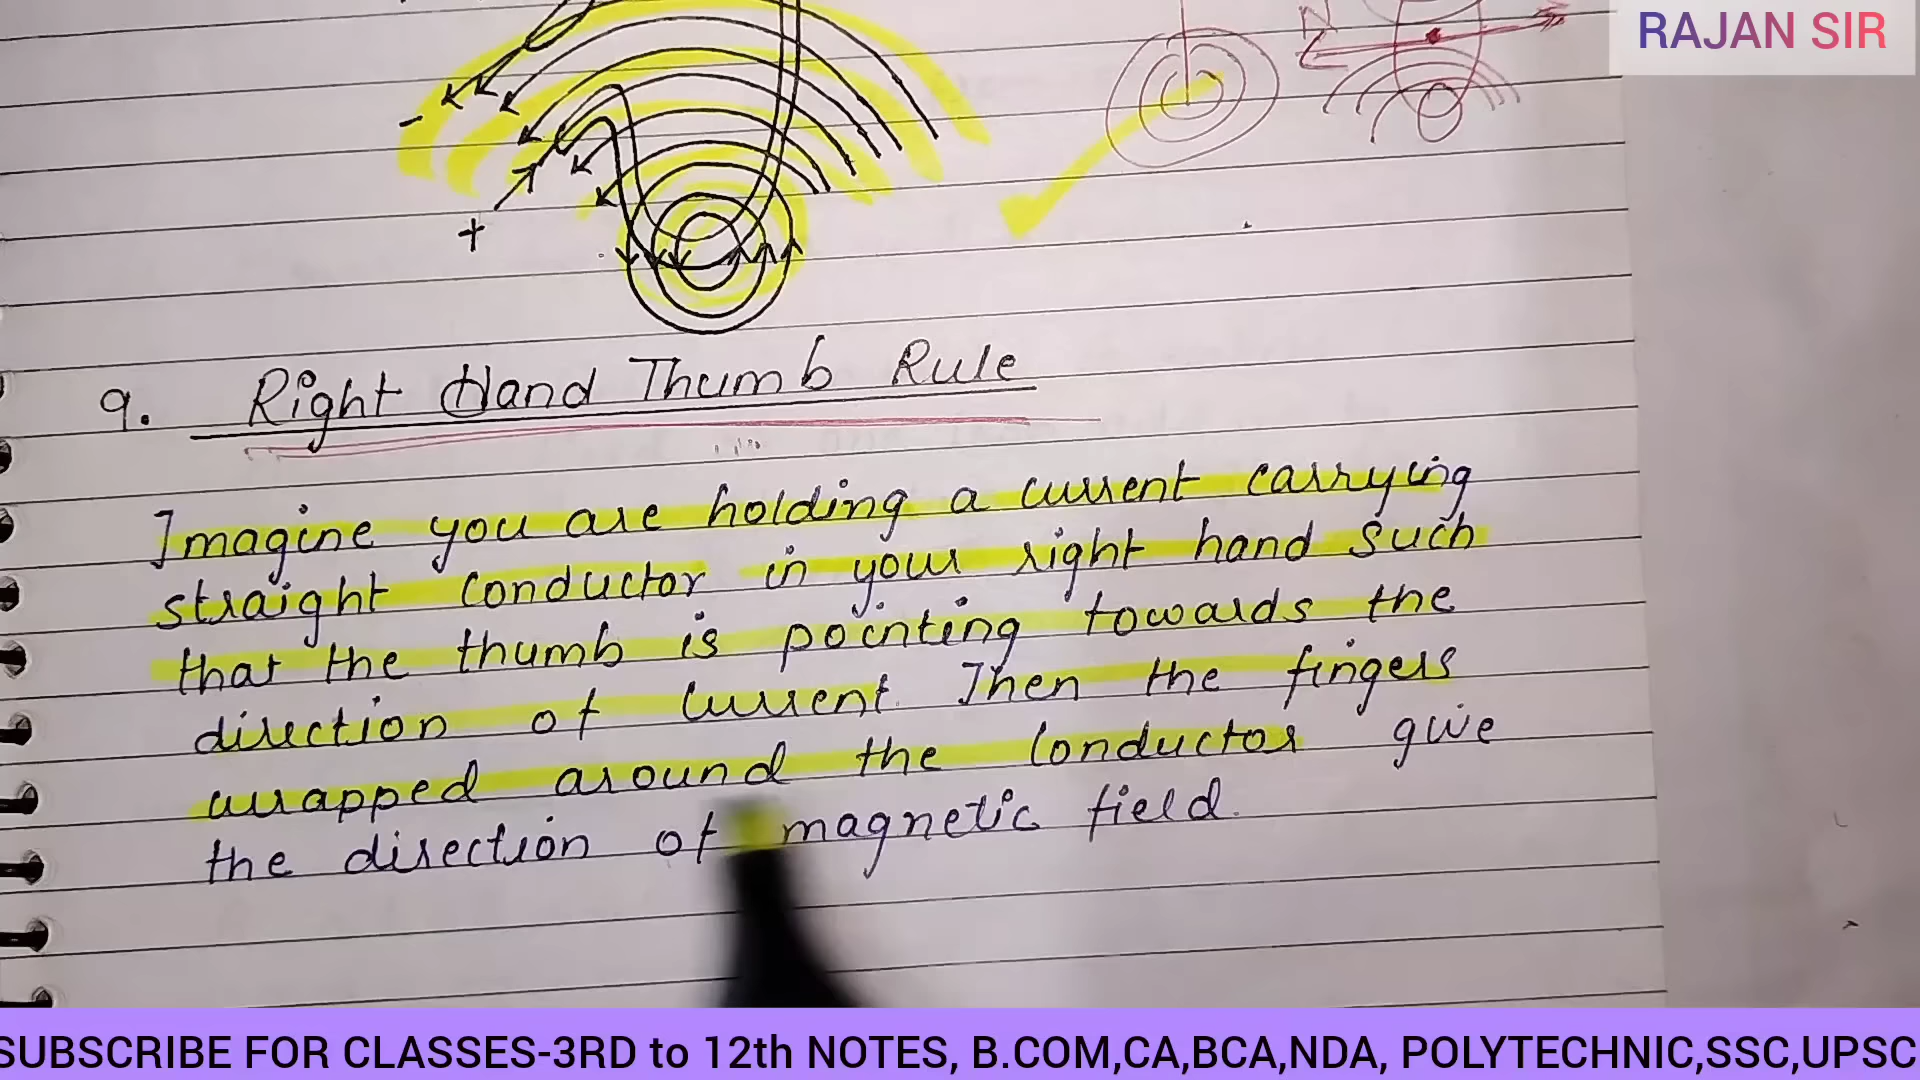 RAJAN SIR
N
-
+
9. Right Hand Thumb Rule
Imagine you are holding a current carrying
straight conductor in your right hand such
that the thumb is pointing towards the
direction of current. Then the fingers
wrapped around the conductor give
the direction of magnetic field.
SUBSCRIBE FOR CLASSES-3RD to 12th NOTES, B.COM,CA,BCA,NDA, POLYTECHNIC,SSC,UPSC